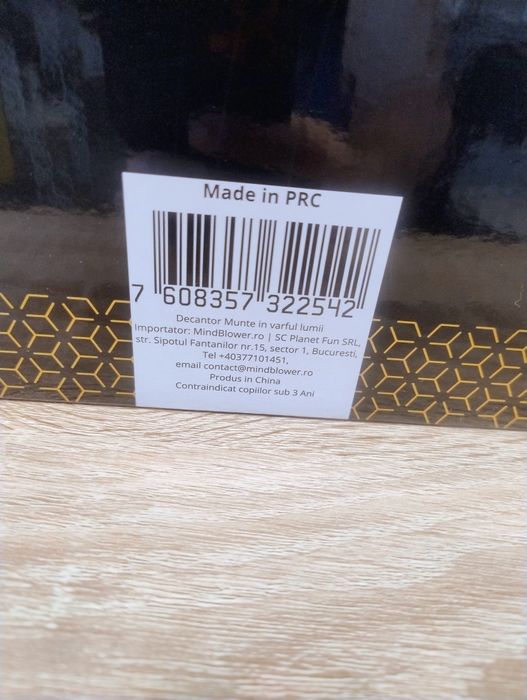 Made in PRC
7 608357 322542
Decantor Munte in varful lumii
Importator: MindBlower.ro | SC Planet Fun SRL,
str. Sipotul Fantanilor nr.15, sector 1, Bucuresti,
Tel +40377101451,
email contact@mindblower.ro
Produs in China
Contraindicat copiilor sub 3 Ani